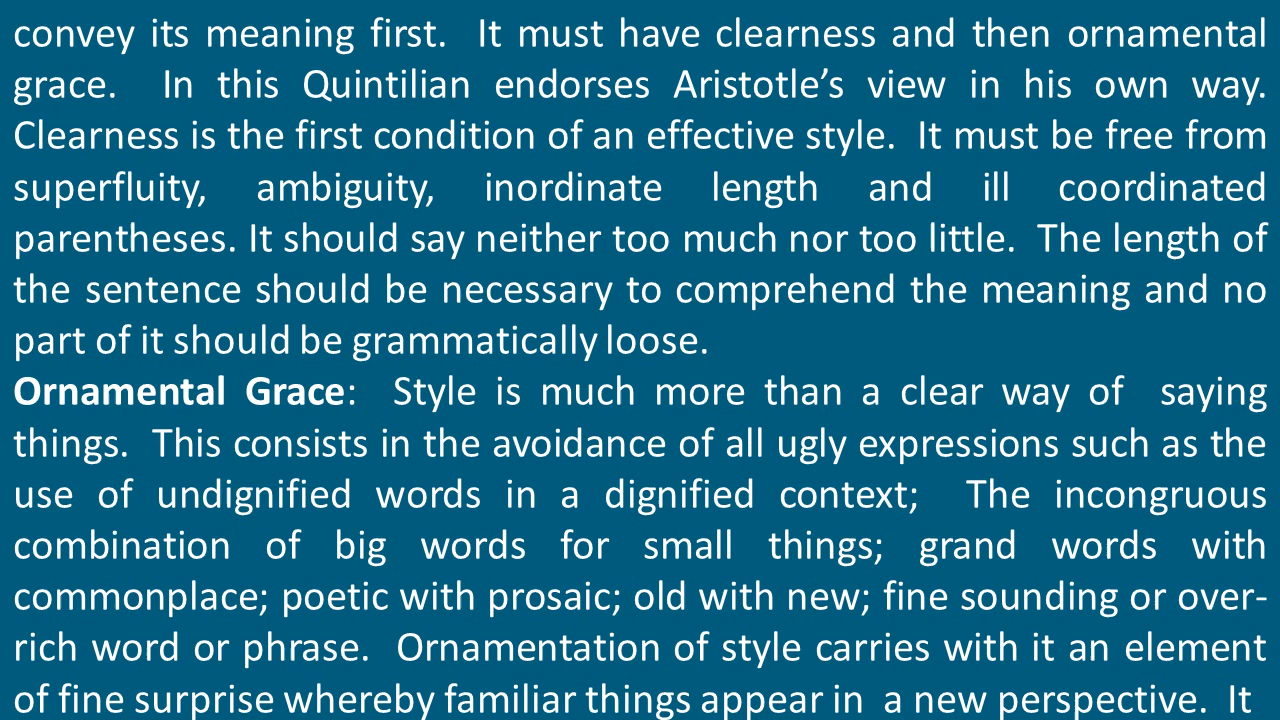 convey its meaning first. It must have clearness and then ornamental
grace. In this Quintilian endorses Aristotle’s view in his own way.
Clearness is the first condition of an effective style. It must be free from
superfluity, ambiguity, inordinate length and ill coordinated
parentheses. It should say neither too much nor too little. The length of
the sentence should be necessary to comprehend the meaning and no
part of it should be grammatically loose.
Ornamental Grace: Style is much more than a clear way of saying
things. This consists in the avoidance of all ugly expressions such as the
use of undignified words in a dignified context; The incongruous
combination of big words for small things; grand words with
commonplace; poetic with prosaic; old with new; fine sounding or over-
rich word or phrase. Ornamentation of style carries with it an element
of fine surprise whereby familiar things appear in a new perspective. It